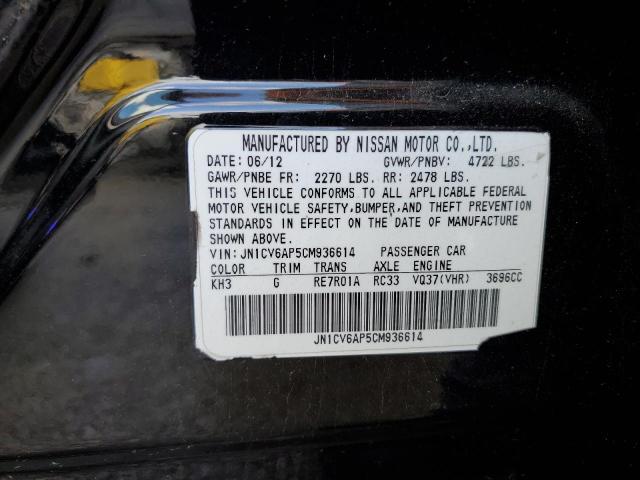 MANUFACTURED BY NISSAN MOTOR CO.,LTD.
DATE: 06/12 GVWR/PNBV: 4722 LBS.
GAWR/PNBE FR: 2270 LBS. RR: 2478 LBS.
THIS VEHICLE CONFORMS TO ALL APPLICABLE FEDERAL
MOTOR VEHICLE SAFETY,BUMPER,AND THEFT PREVENTION
STANDARDS IN EFFECT ON THE DATE OF MANUFACTURE
SHOWN ABOVE.
VIN: JN1CV6AP5CM936614 PASSENGER CAR
COLOR TRIM TRANS AXLE ENGINE
KH3 G RE7R01A RC33 VQ37(VHR) 3696CC
JN1CV6AP5CM936614